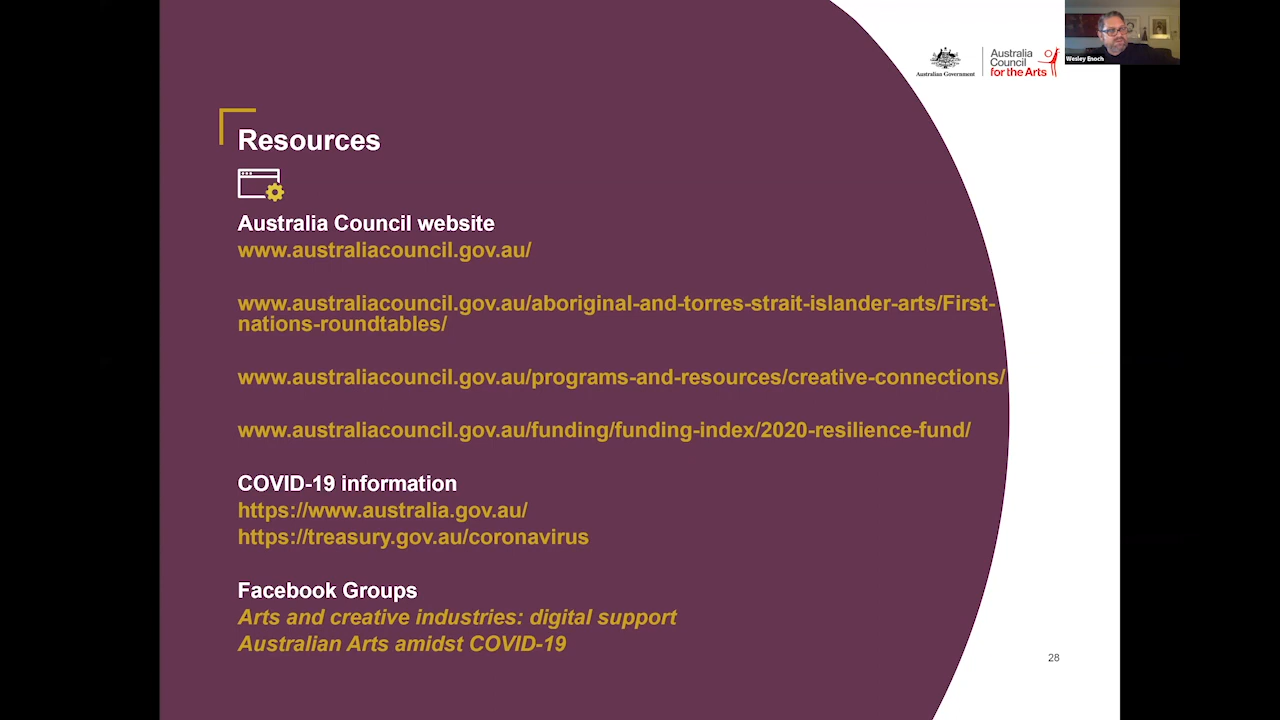 Wesley Enoch
Australian Government
Australia
Council
for the Arts
Resources
Australia Council website
www.australiacouncil.gov.au/
www.australiacouncil.gov.au/aboriginal-and-torres-strait-islander-arts/First-
nations-roundtables/
www.australiacouncil.gov.au/programs-and-resources/creative-connections/
www.australiacouncil.gov.au/funding/funding-index/2020-resilience-fund/
COVID-19 information
https://www.australia.gov.au/
https://treasury.gov.au/coronavirus
Facebook Groups
Arts and creative industries: digital support
Australian Arts amidst COVID-19
28